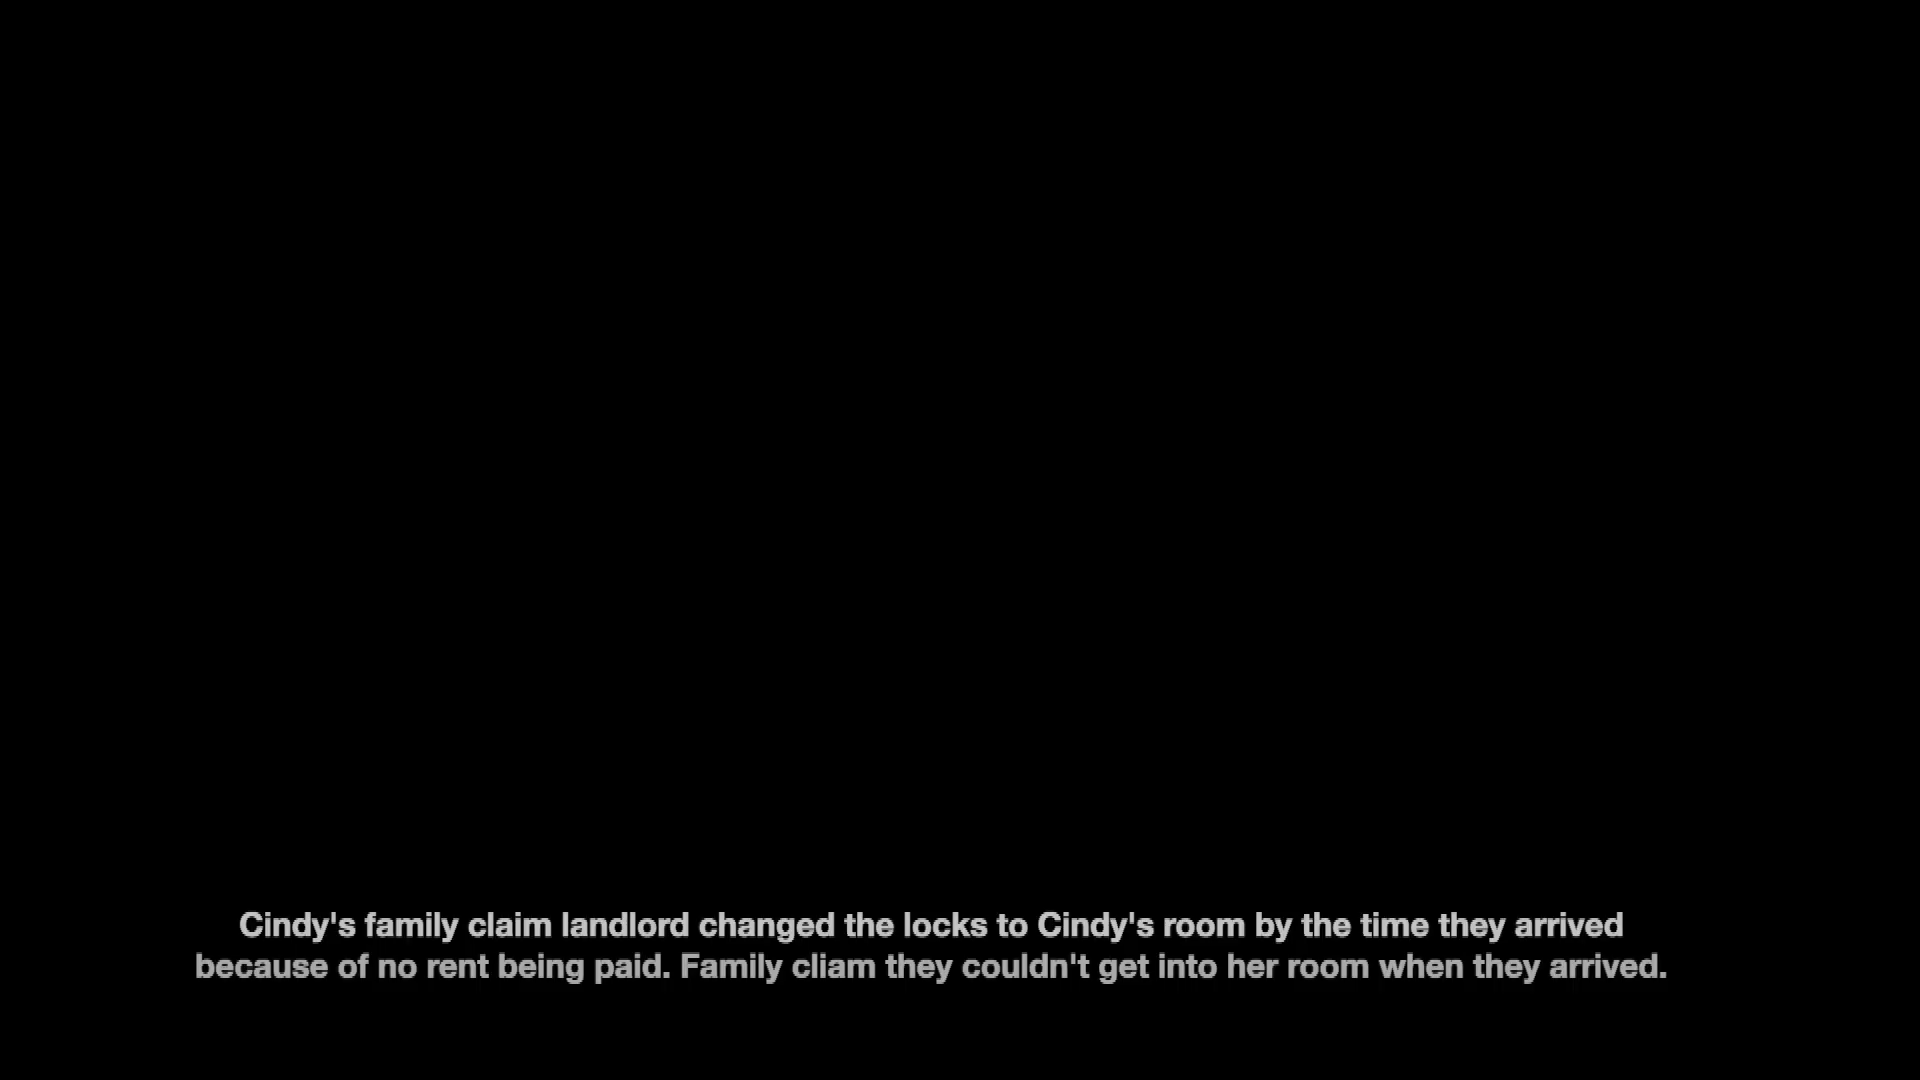 Cindy's family claim landlord changed the locks to Cindy's room by the time they arrived
because of no rent being paid. Family cliam they couldn't get into her room when they arrived.